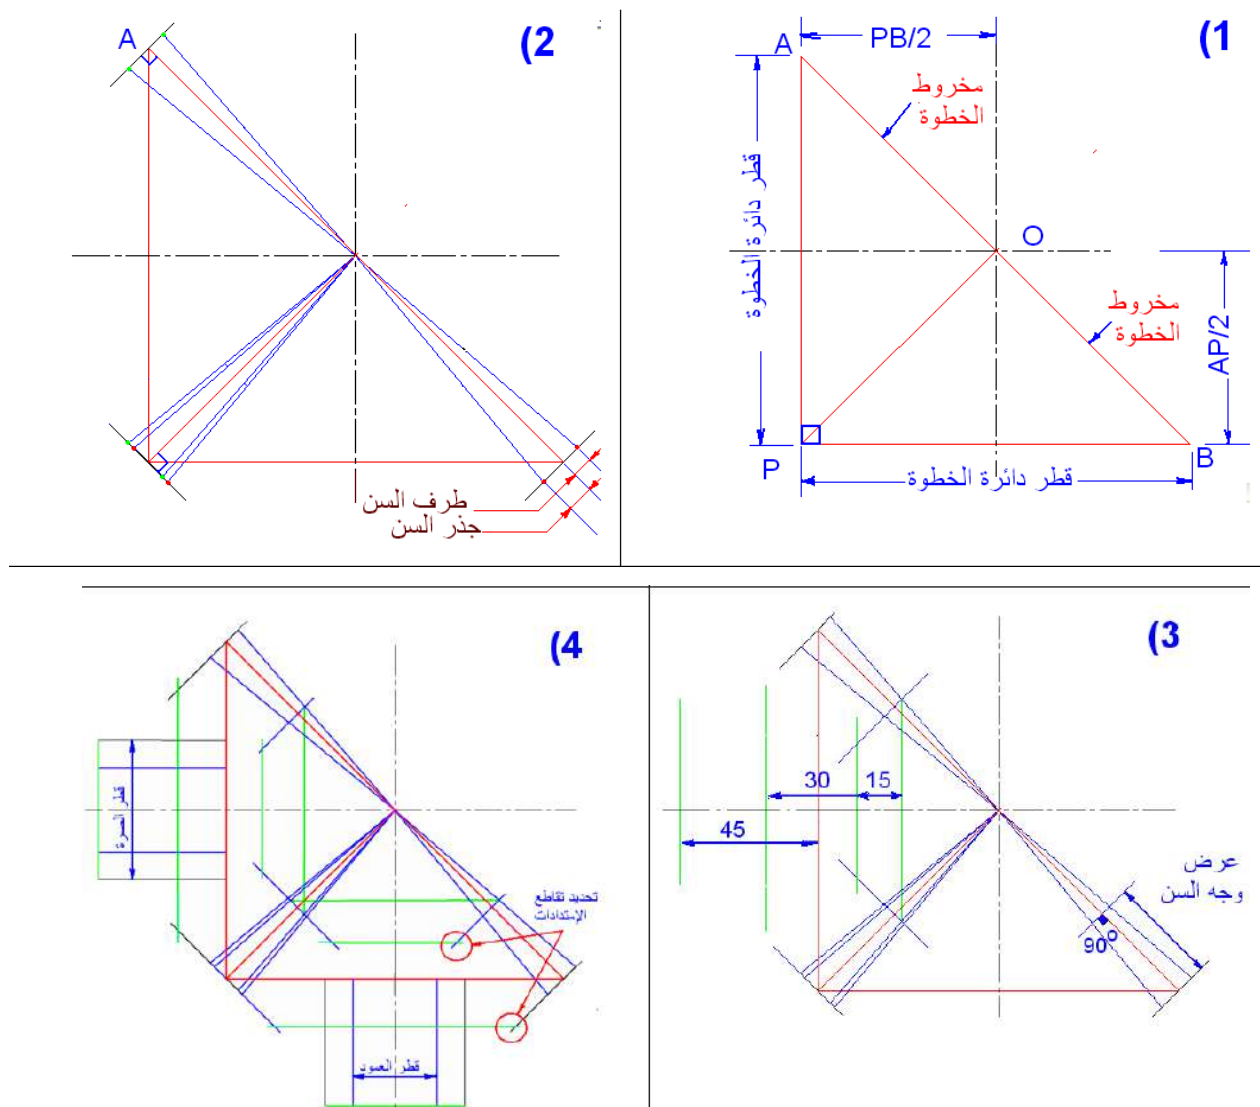 (1
PB/2
A
مخروط
الخطوة
قطر دائرة الخطوة
O
مخروط
الخطوة
AP/2
P
B
قطر دائرة الخطوة
(2
A
طرف السن
جذر السن
(3
30
15
45
عرض
وجه السن
90°
(4
قطر الصرة
تحديد تقاطع
الإمتدادات
قطر العمود